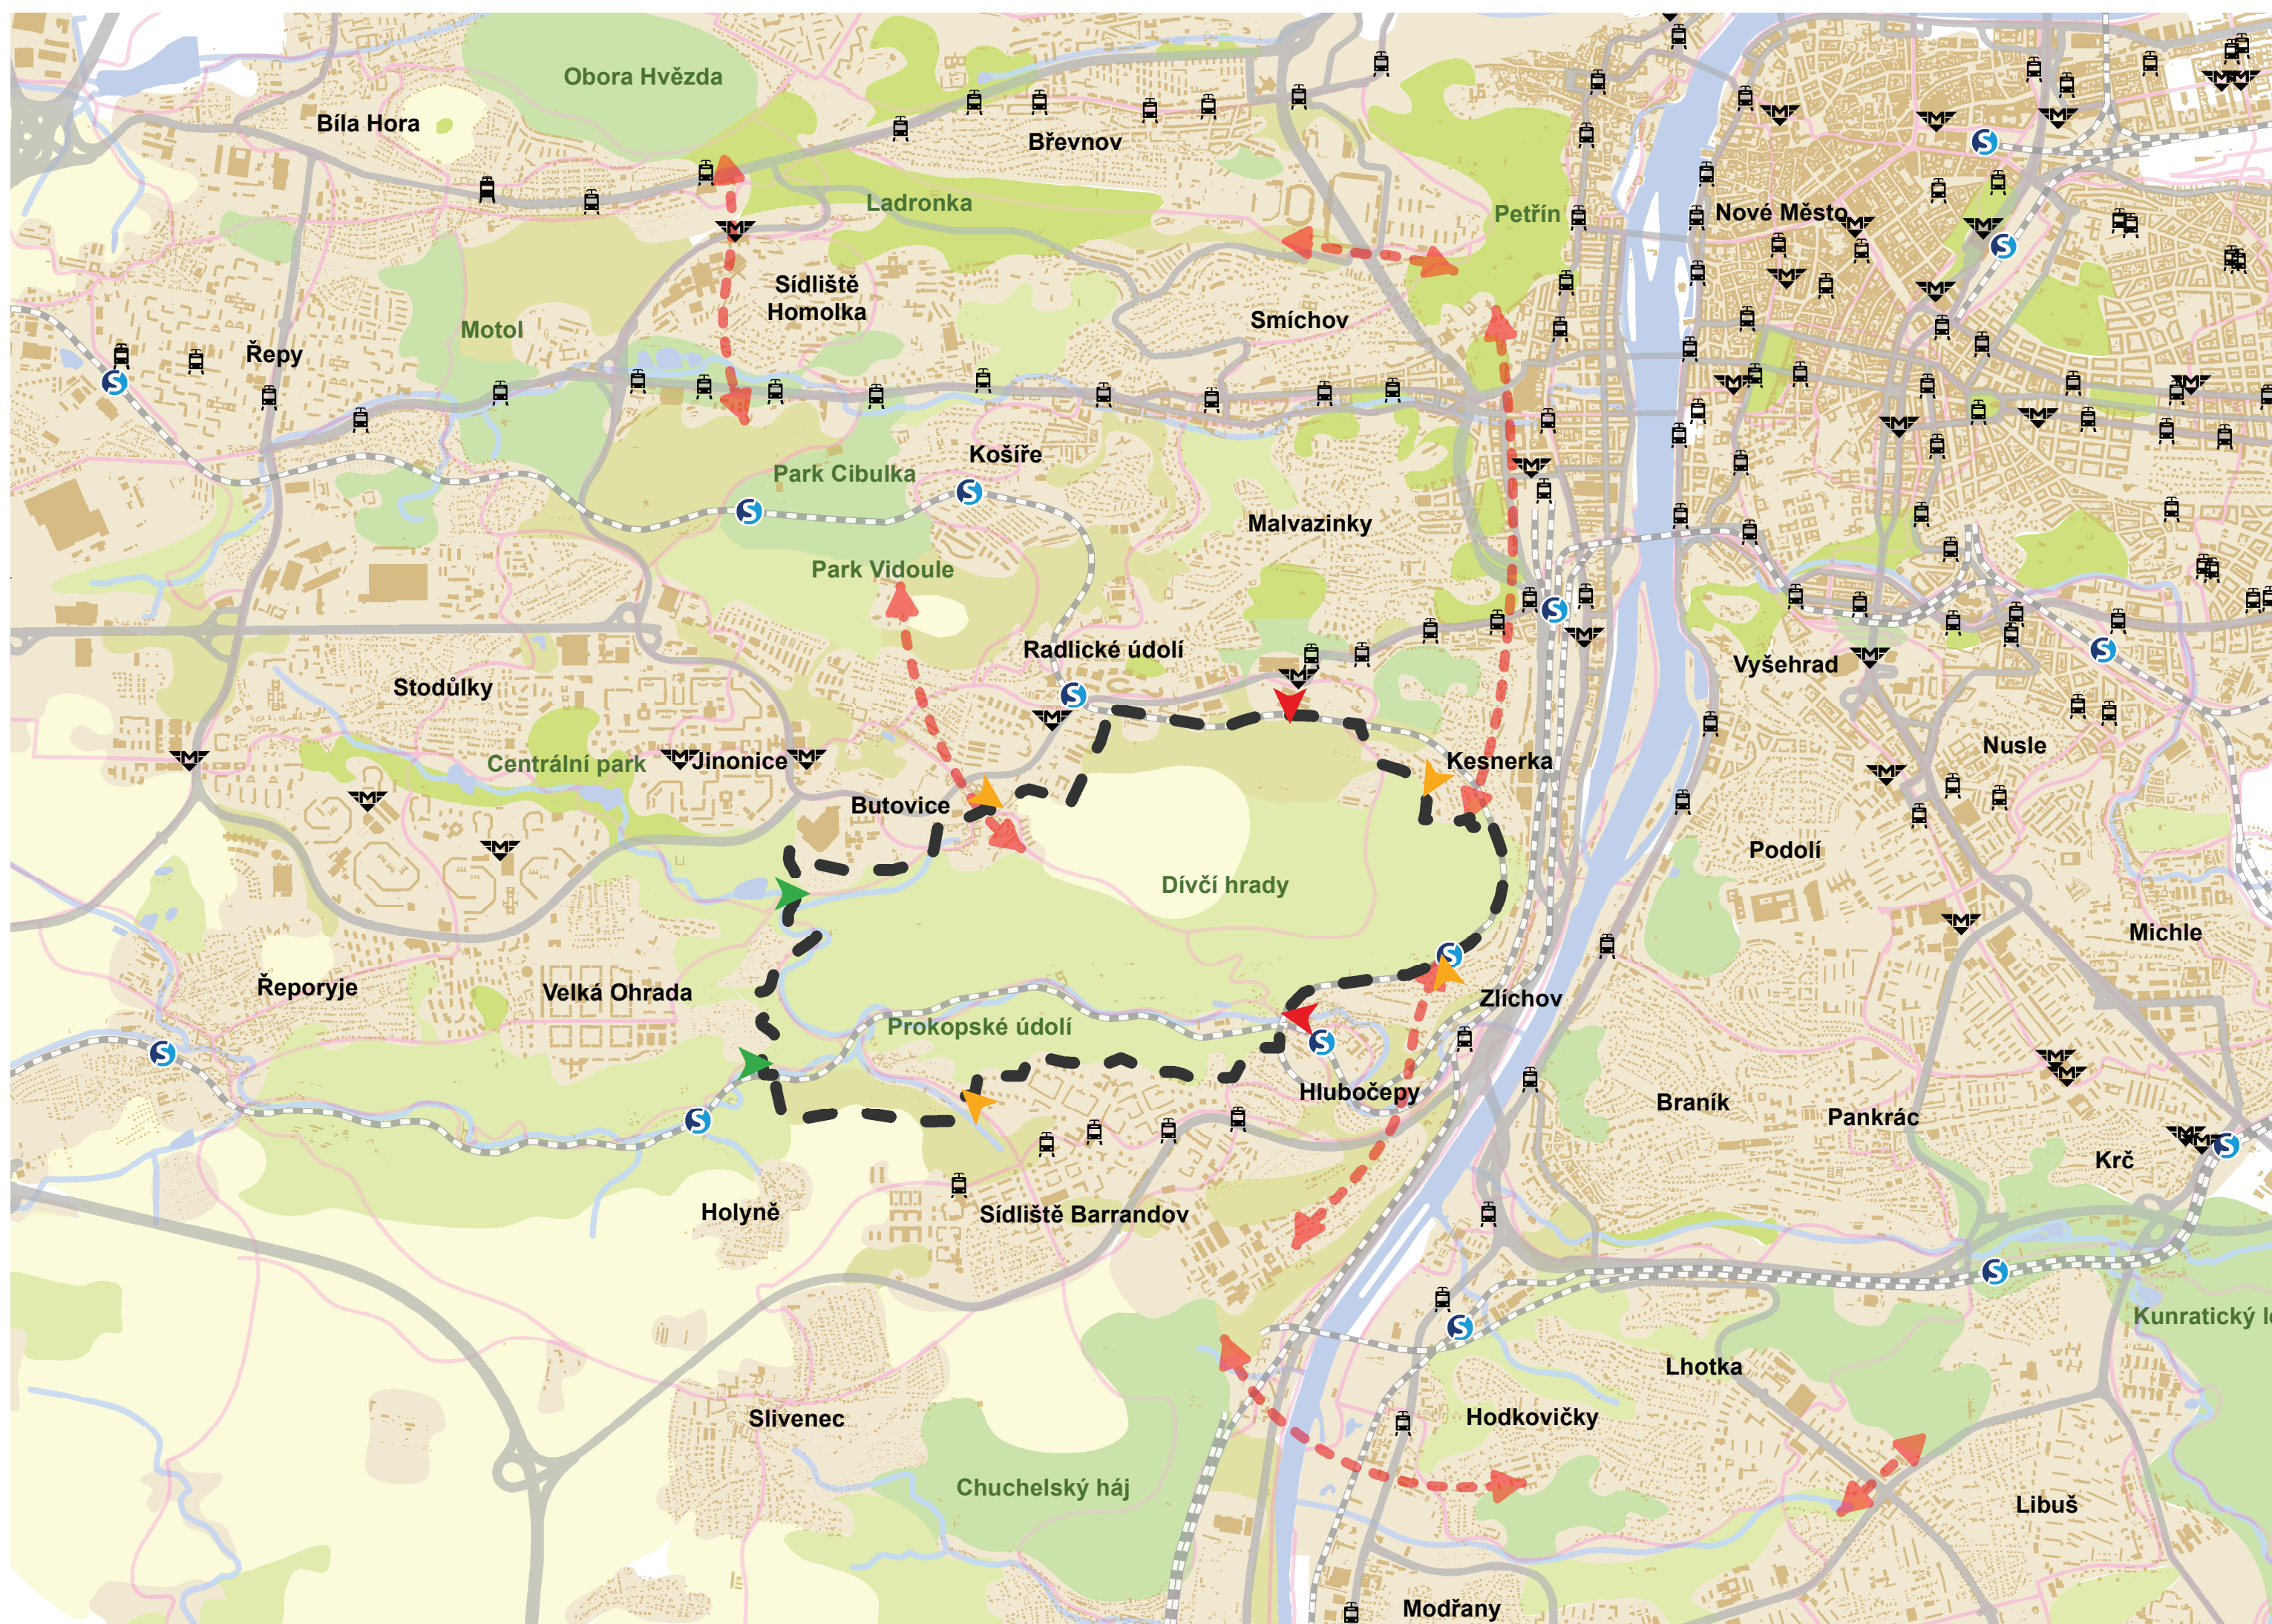 Obora Hvězda
Bíla Hora
Břevnov
Ladronka
Petřín
Nové Město
Sídliště
Homolka
Smíchov
Motol
Řepy
Košíře
Park Cibulka
Malvazinky
Park Vidoule
Radlické údolí
Vyšehrad
Stodůlky
Nusle
Centrální park
Jinonice
Kesnerka
Butovice
Podolí
Dívčí hrady
Michle
Řeporyje
Velká Ohrada
Zlíchov
Prokopské údolí
Hlubočepy
Braník
Pankrác
Krč
Holyně
Sídliště Barrandov
Kunratický l
Lhotka
Slivenec
Hodkovičky
Chuchelský háj
Libuš
Modřany